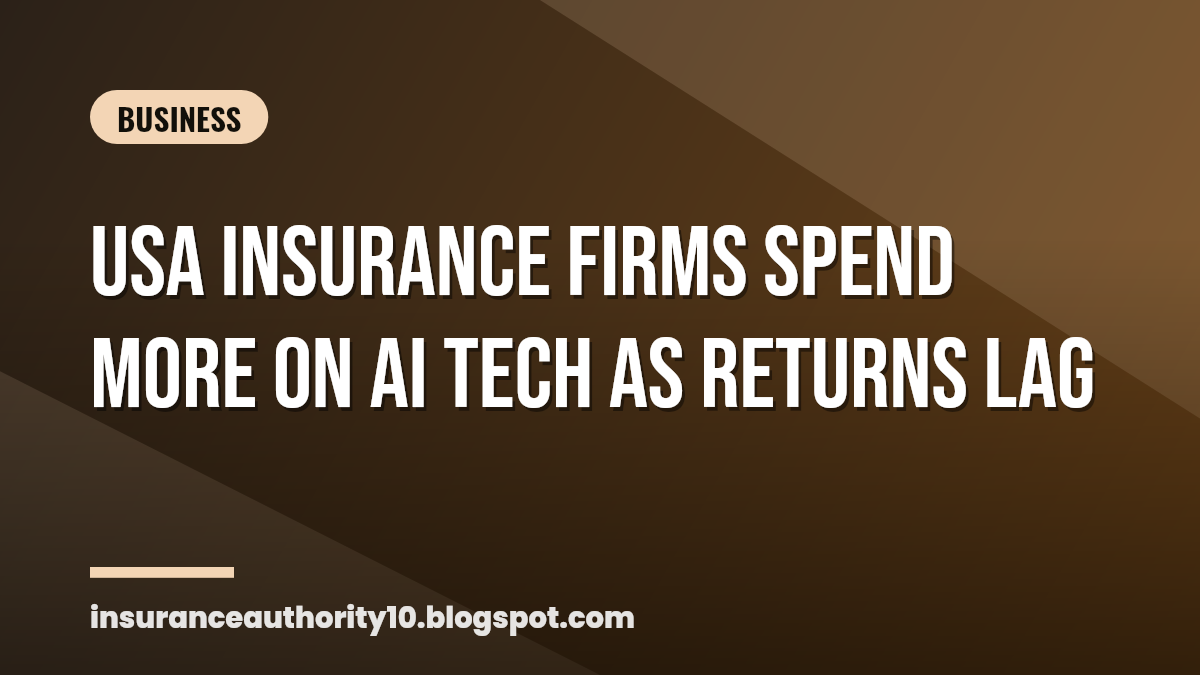 BUSINESS
USA INSURANCE FIRMS SPEND
MORE ON AI TECH AS RETURNS LAG
insuranceauthority10.blogspot.com